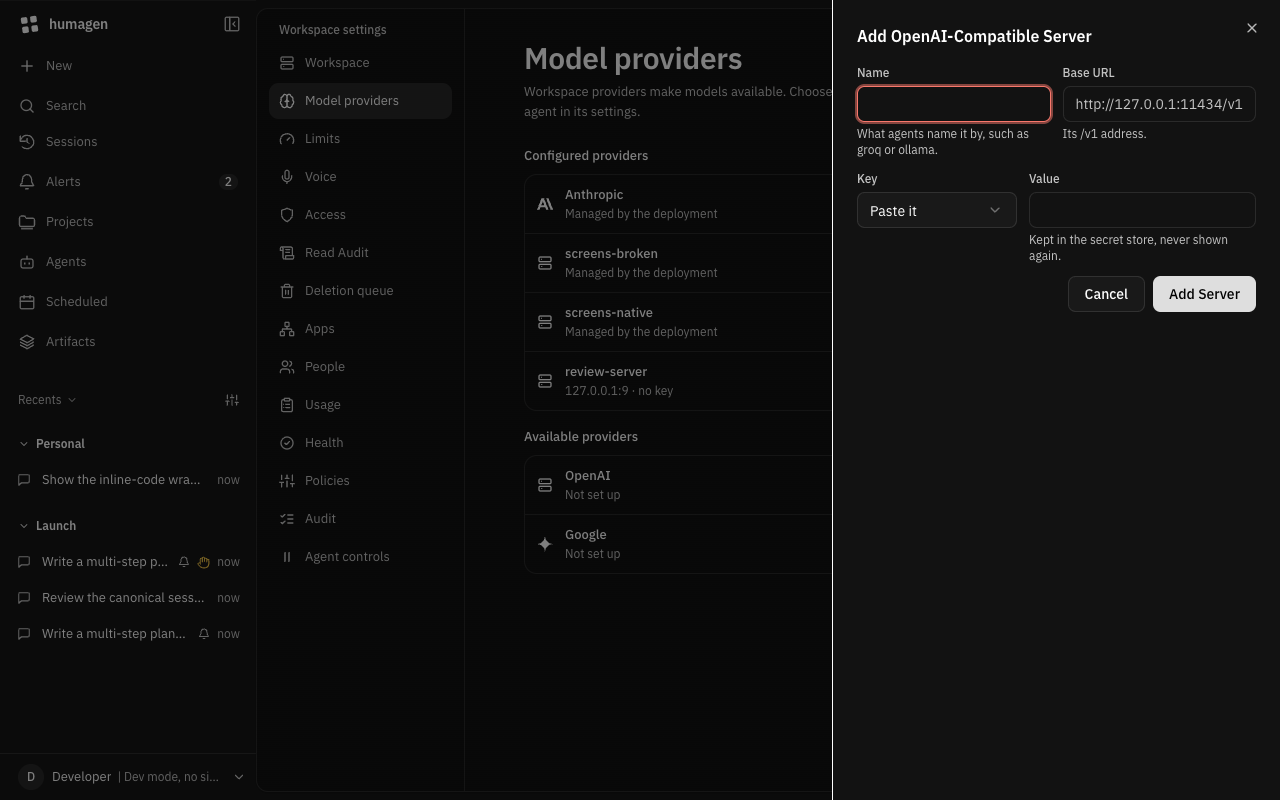 humagen
New
Search
Sessions
Alerts
2
Projects
Agents
Scheduled
Artifacts
Recents
Personal
Show the inline-code wra...
now
Launch
Write a multi-step p...
now
Review the canonical sess...
now
Write a multi-step plan...
now
D
Developer
| Dev mode, no si...
Workspace settings
Workspace
Model providers
Limits
Voice
Access
Read Audit
Deletion queue
Apps
People
Usage
Health
Policies
Audit
Agent controls
Model providers
Workspace providers make models available. Choose
agent in its settings.
Configured providers
Anthropic
Managed by the deployment
screens-broken
Managed by the deployment
screens-native
Managed by the deployment
review-server
127.0.0.1:9 · no key
Available providers
OpenAI
Not set up
Google
Not set up
Add OpenAI-Compatible Server
Name
Base URL
http://127.0.0.1:11434/v1
What agents name it by, such as
groq or ollama.
Its /v1 address.
Key
Value
Paste it
Kept in the secret store, never shown
again.
Cancel
Add Server